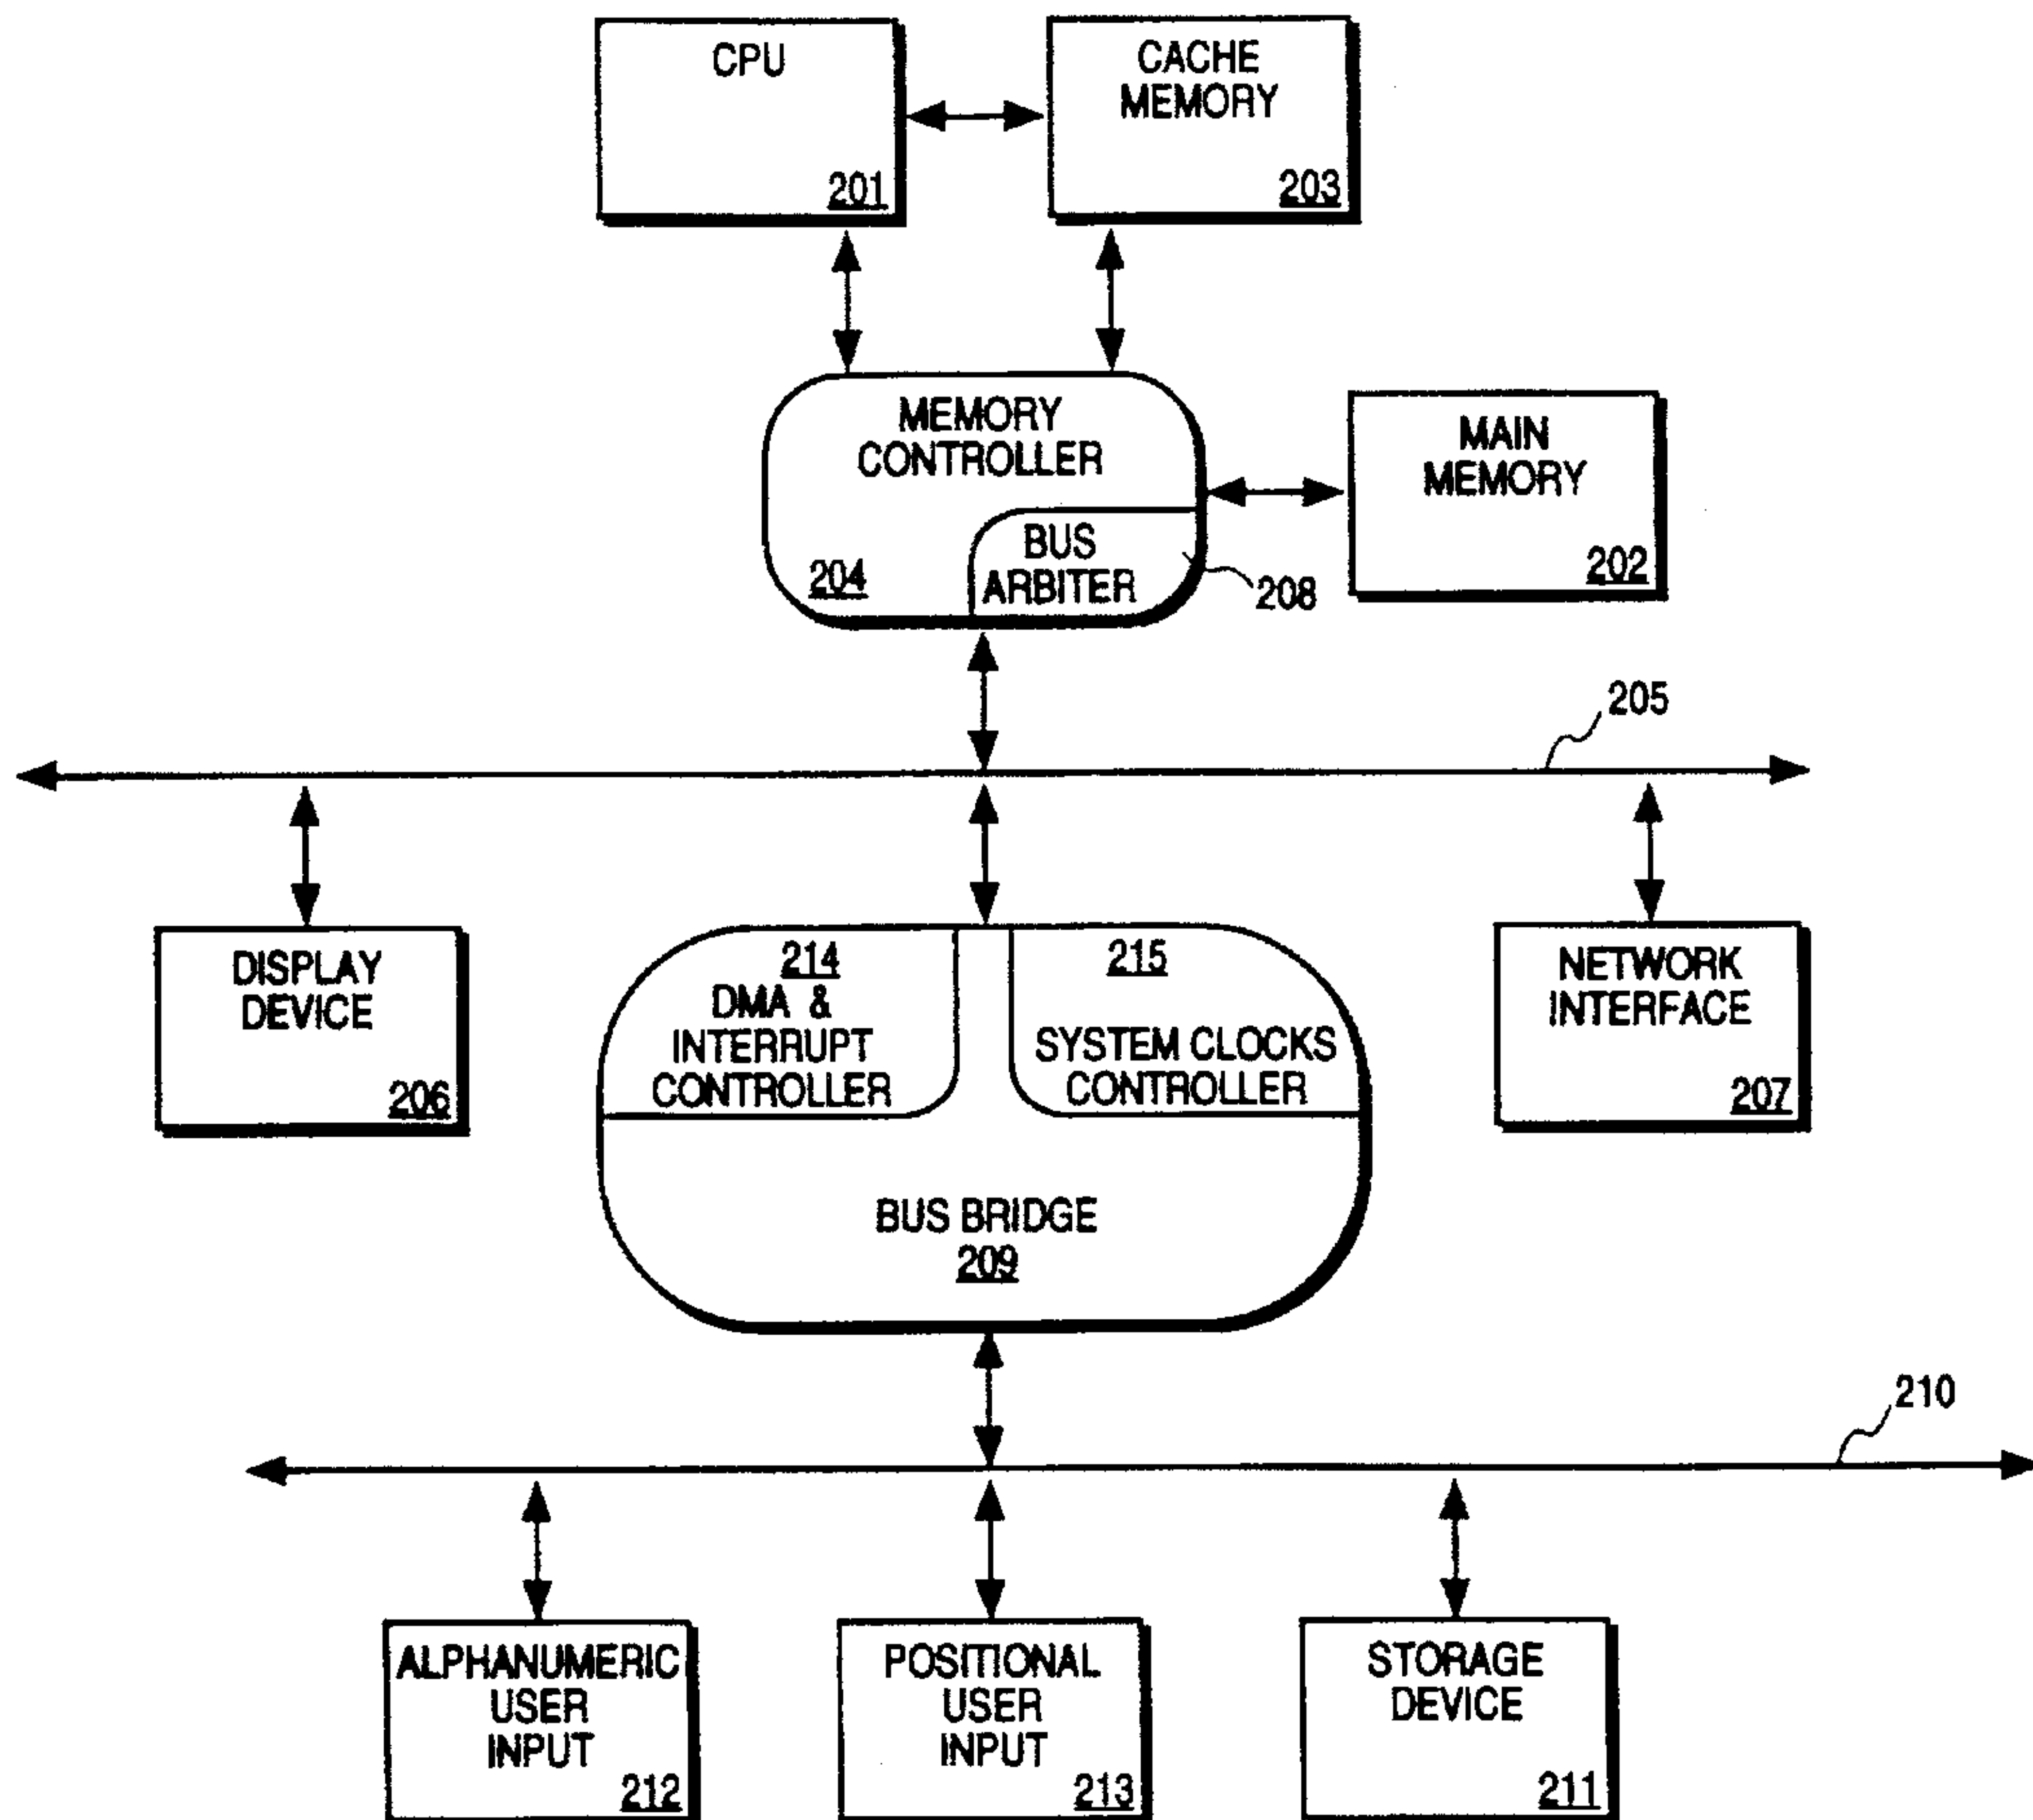 CPU
201
CACHE
MEMORY
203
MEMORY
CONTROLLER
204
BUS
ARBITER
208
MAIN
MEMORY
202
205
DISPLAY
DEVICE
206
214
DMA &
INTERRUPT
CONTROLLER
215
SYSTEM CLOCKS
CONTROLLER
BUS BRIDGE
209
NETWORK
INTERFACE
207
210
ALPHANUMERIC
USER
INPUT
212
POSITIONAL
USER
INPUT
213
STORAGE
DEVICE
211